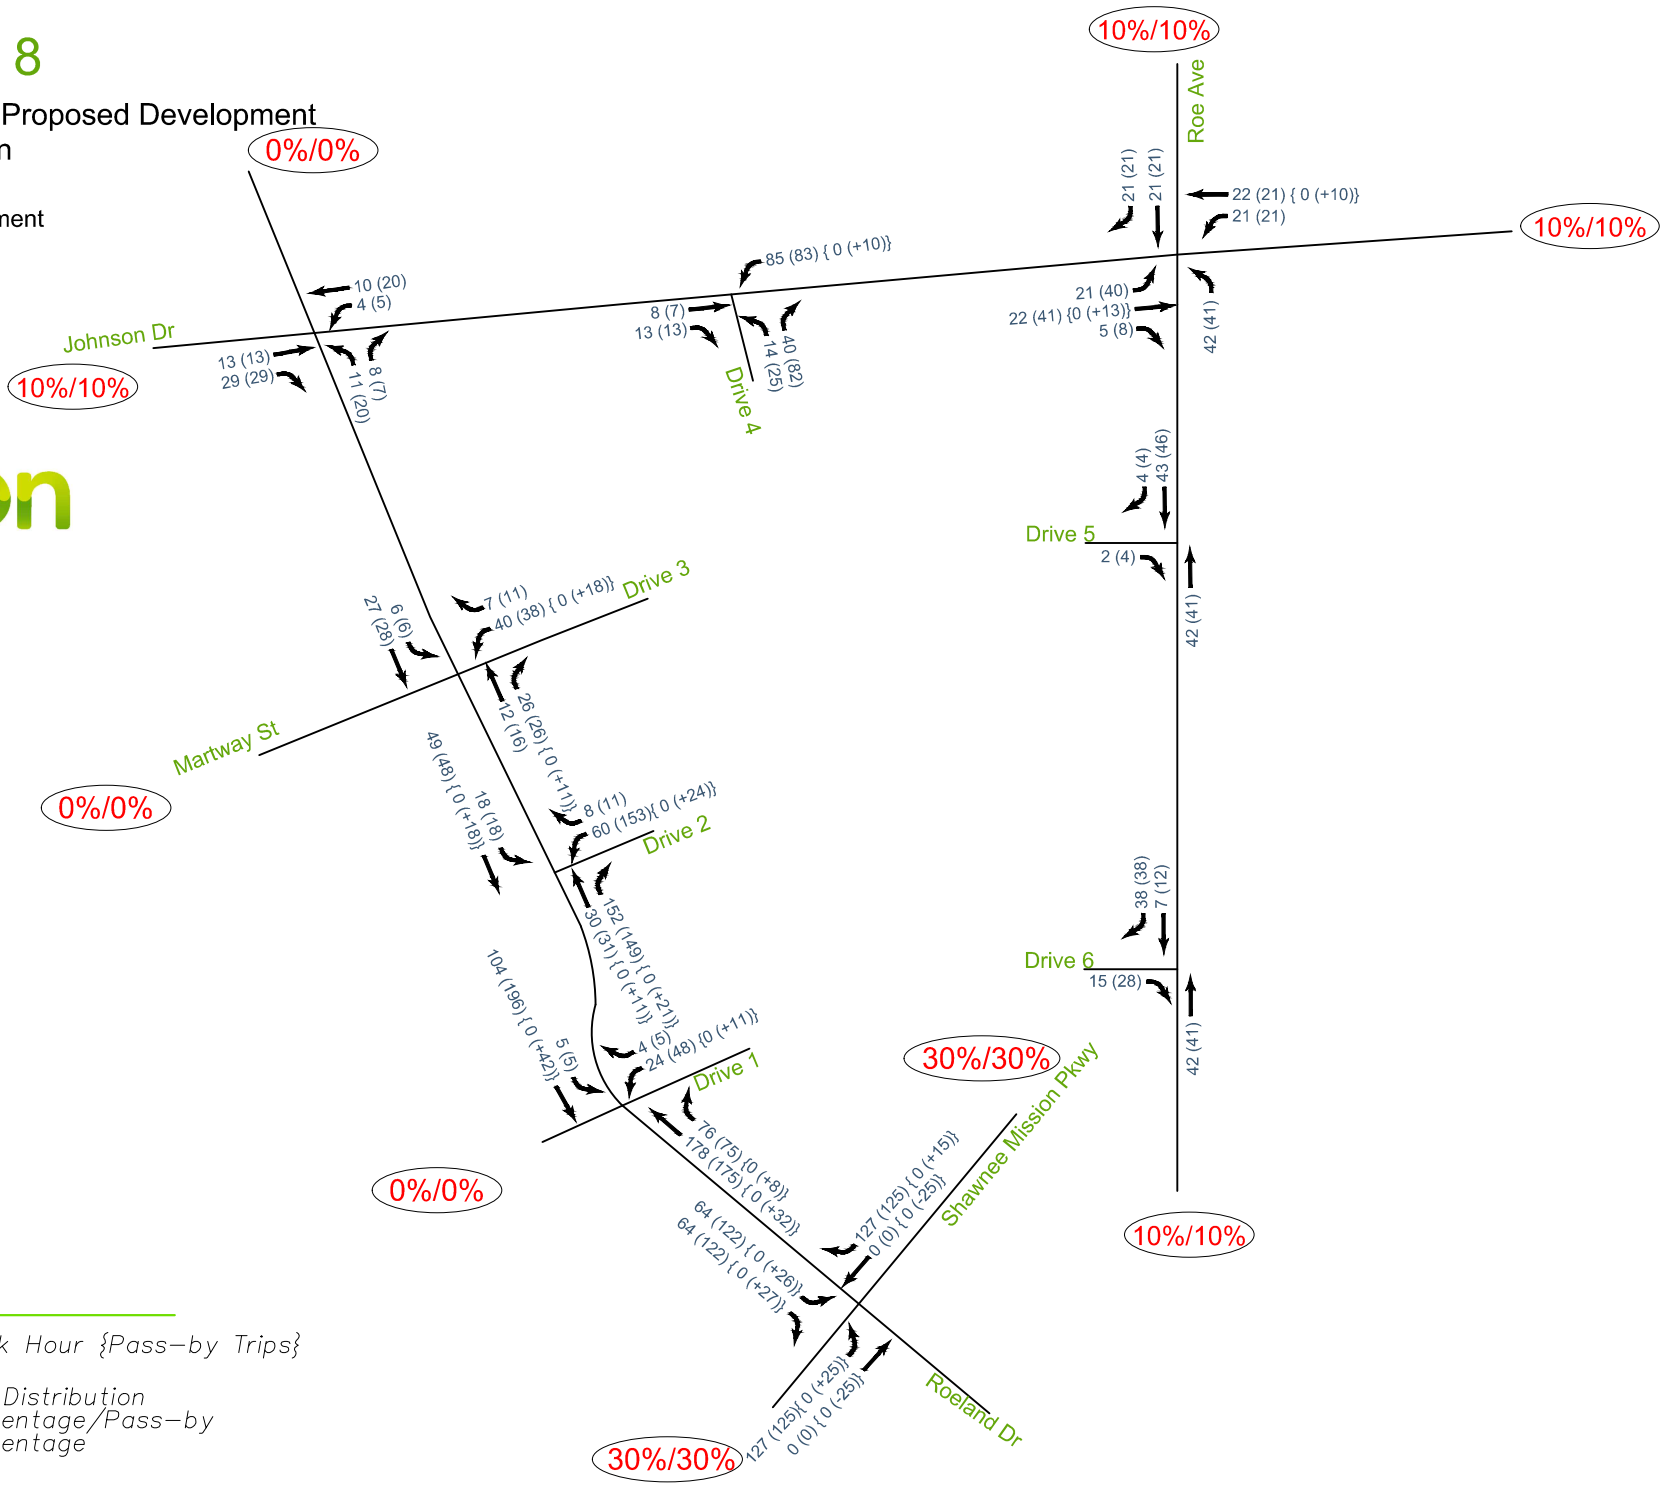 8
Proposed Development
n
ment
on
10%/10%
Roe Ave
0%/0%
21 (21)
21 (21)
22 (21) { 0 (+10)}
21 (21)
10%/10%
85 (83) { 0 (+10)}
10 (20)
4 (5)
Johnson Dr
10%/10%
13 (13)
29 (29)
11 (20)
8 (7)
8 (7)
13 (13)
14 (25)
40 (82)
Drive 4
21 (40)
22 (41) {0 (+13)}
5 (8)
42 (41)
4 (4)
43 (46)
Drive 5
2 (4)
42 (41)
27 (28)
6 (6)
7 (11)
40 (38) { 0 (+18)}
Drive 3
Martway St
0%/0%
12 (16)
26 (26) { 0 (+11)}
49 (48) { 0 (+18)}
18 (18)
8 (11)
60 (153){ 0 (+24)}
Drive 2
30 (31) { 0 (+11)}
152 (149) { 0 (+21)}
38 (38)
7 (12)
Drive 6
15 (28)
42 (41)
104 (196) { 0 (+42)}
5 (5)
4 (5)
24 (48) {0 (+11)}
Drive 1
0%/0%
76 (75) {0 (+8)}
178 (175) { 0 (+32)}
30%/30%
Shawnee Mission Pkwy
10%/10%
127 (125) { 0 (+15)}
0 (0) { 0 (-25)}
64 (122) { 0 (+26)}
64 (122) { 0 (+27)}
127 (125){ 0 (+25)}
0 (0) { 0 (-25)}
Roeland Dr
30%/30%
k Hour {Pass-by Trips}
Distribution
entage/Pass-by
entage